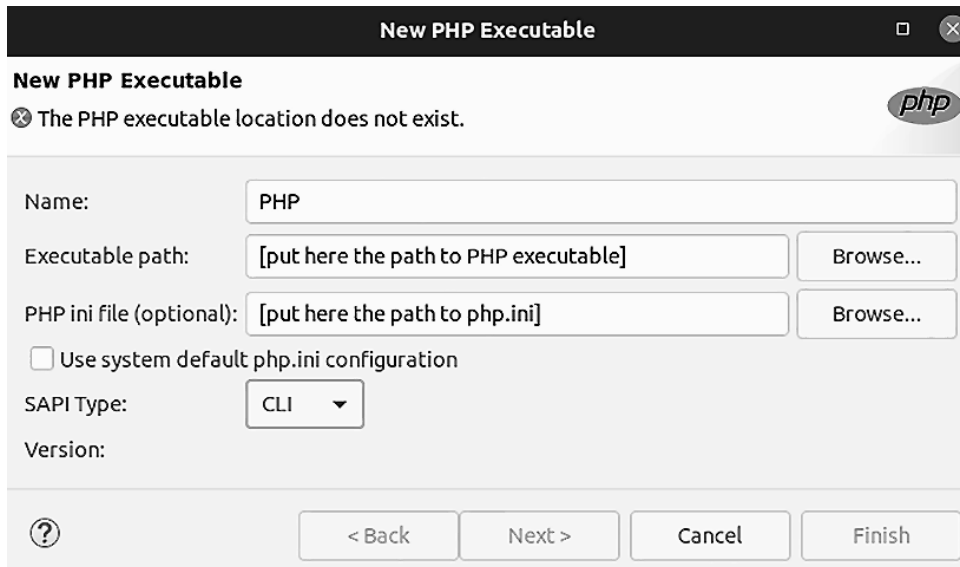 New PHP Executable
New PHP Executable
The PHP executable location does not exist.
php
Name: PHP
Executable path: [put here the path to PHP executable] Browse...
PHP ini file (optional): [put here the path to php.ini] Browse...
Use system default php.ini configuration
SAPI Type: CLI
Version:
? < Back Next > Cancel Finish